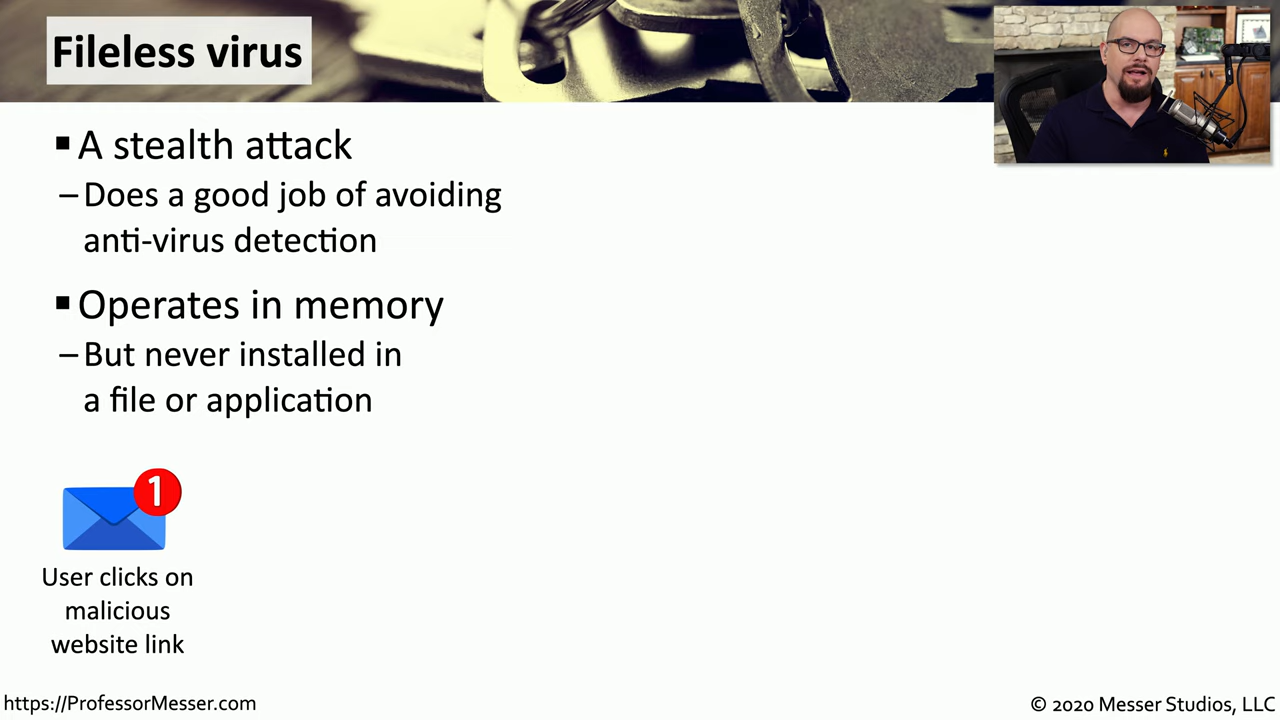 Fileless virus
▪ A stealth attack
– Does a good job of avoiding
anti-virus detection
▪ Operates in memory
– But never installed in
a file or application
1
User clicks on
malicious
website link
https://ProfessorMesser.com
© 2020 Messer Studios, LLC